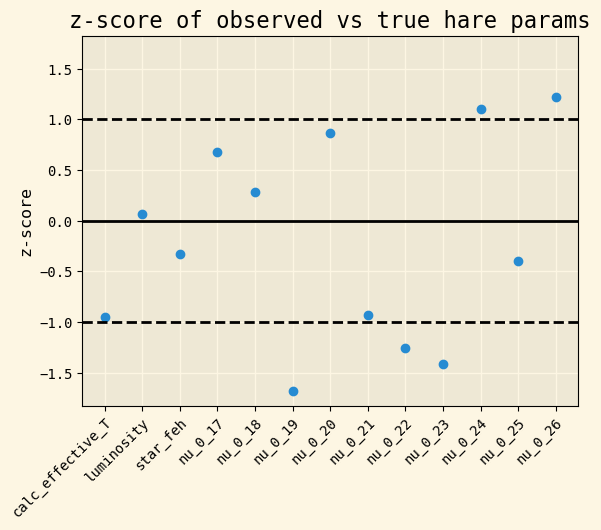 z-score of observed vs true hare params
z-score
1.5
1.0
0.5
0.0
−0.5
−1.0
−1.5
calc_effective_T
luminosity
star_feh
nu_0_17
nu_0_18
nu_0_19
nu_0_20
nu_0_21
nu_0_22
nu_0_23
nu_0_24
nu_0_25
nu_0_26